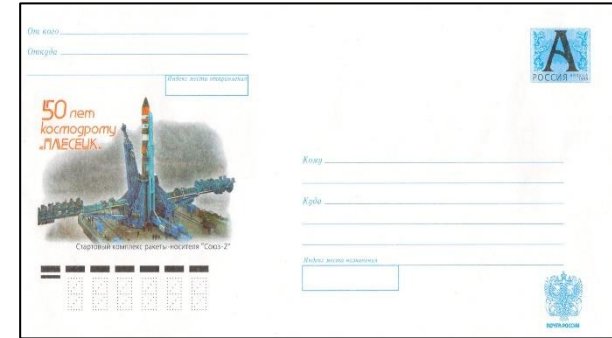 От кого
Откуда
Индекс места отправления
50 лет
космодрому
„ПЛЕСЕЦК“
Стартовый комплекс ракеты-носителя "Союз-2"
А
РОССИЯ
Кому
Куда
Индекс места назначения
ПОЧТА РОССИИ